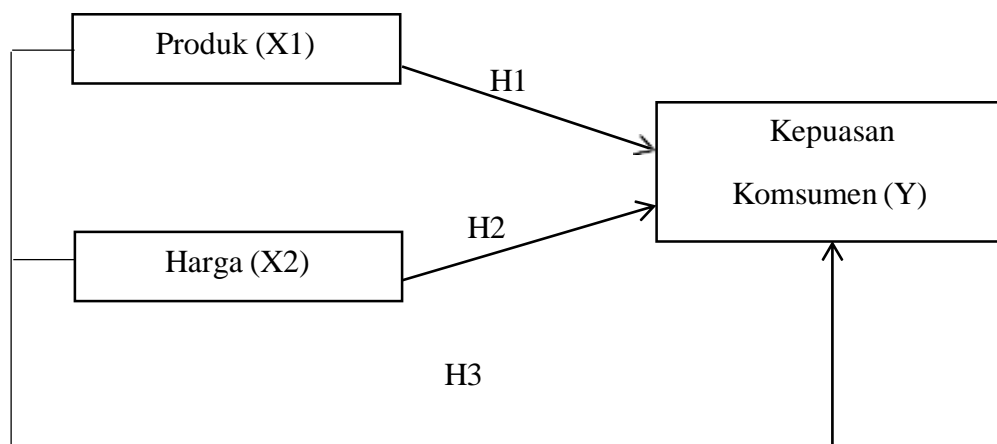 Produk (X1)
H1
Kepuasan
Komsumen (Y)
H2
Harga (X2)
H3